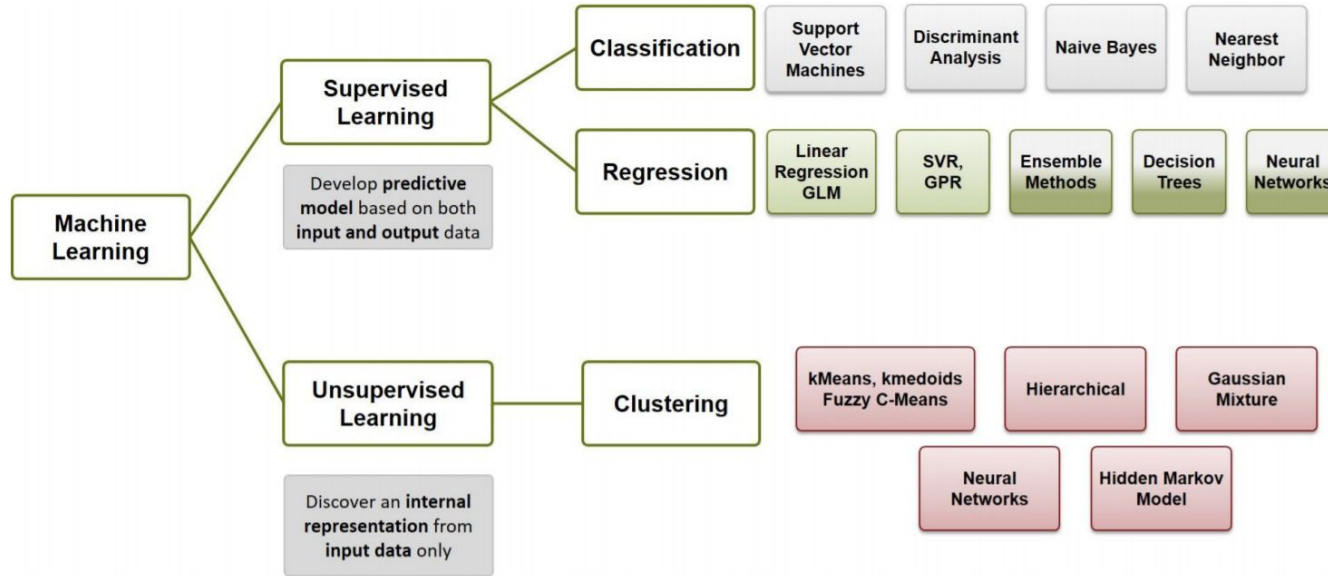 Classification
Support
Vector
Machines
Discriminant
Analysis
Naive Bayes
Nearest
Neighbor
Supervised
Learning
Regression
Linear
Regression
GLM
SVR,
GPR
Ensemble
Methods
Decision
Trees
Neural
Networks
Develop predictive
model based on both
input and output data
Machine
Learning
Unsupervised
Learning
Clustering
kMeans, kmedoids
Fuzzy C-Means
Hierarchical
Gaussian
Mixture
Neural
Networks
Hidden Markov
Model
Discover an internal
representation from
input data only